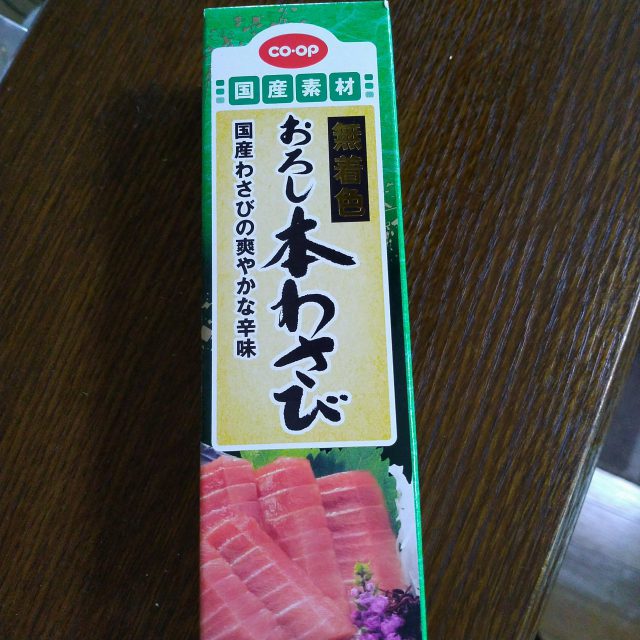 CO·OP
国産素材
無着色
おろし
本わさび
国産わさびの爽やかな辛味